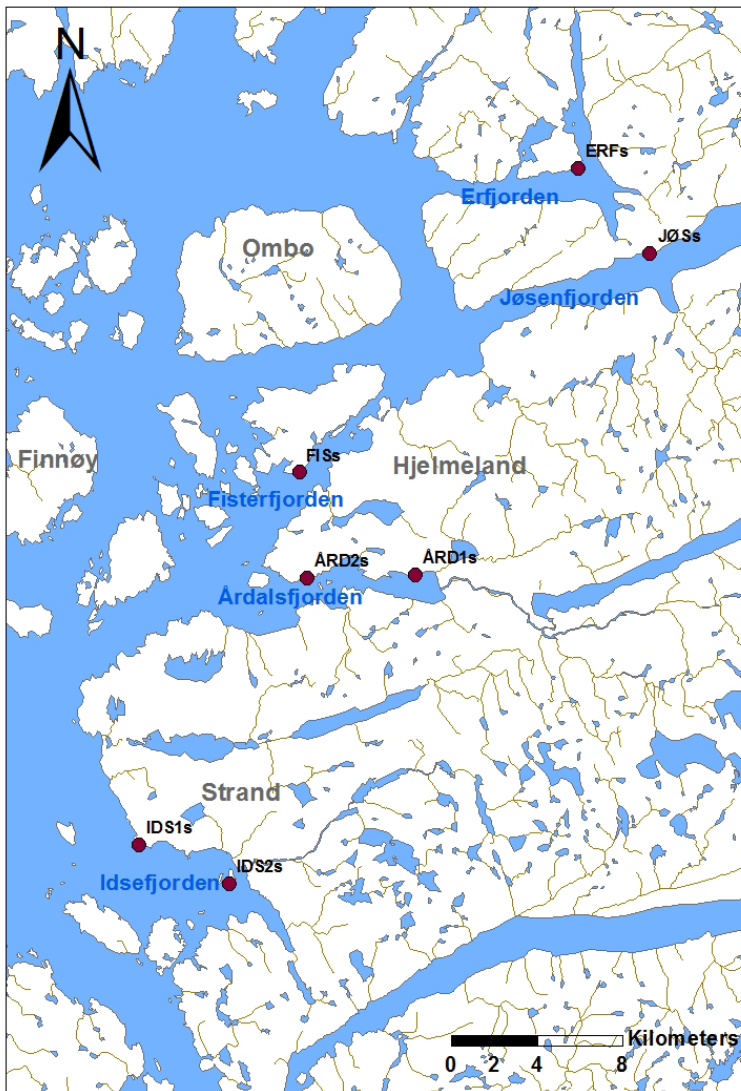 N
ERFs
Erfjorden
JØSs
Ombo
Jøsenfjorden
FISs
Finnøy
Hjelmeland
Fisterfjorden
ÅRD2s
ÅRD1s
Årdalsfjorden
Strand
IDS1s
IDS2s
Idsefjorden
Kilometers
0 2 4 8